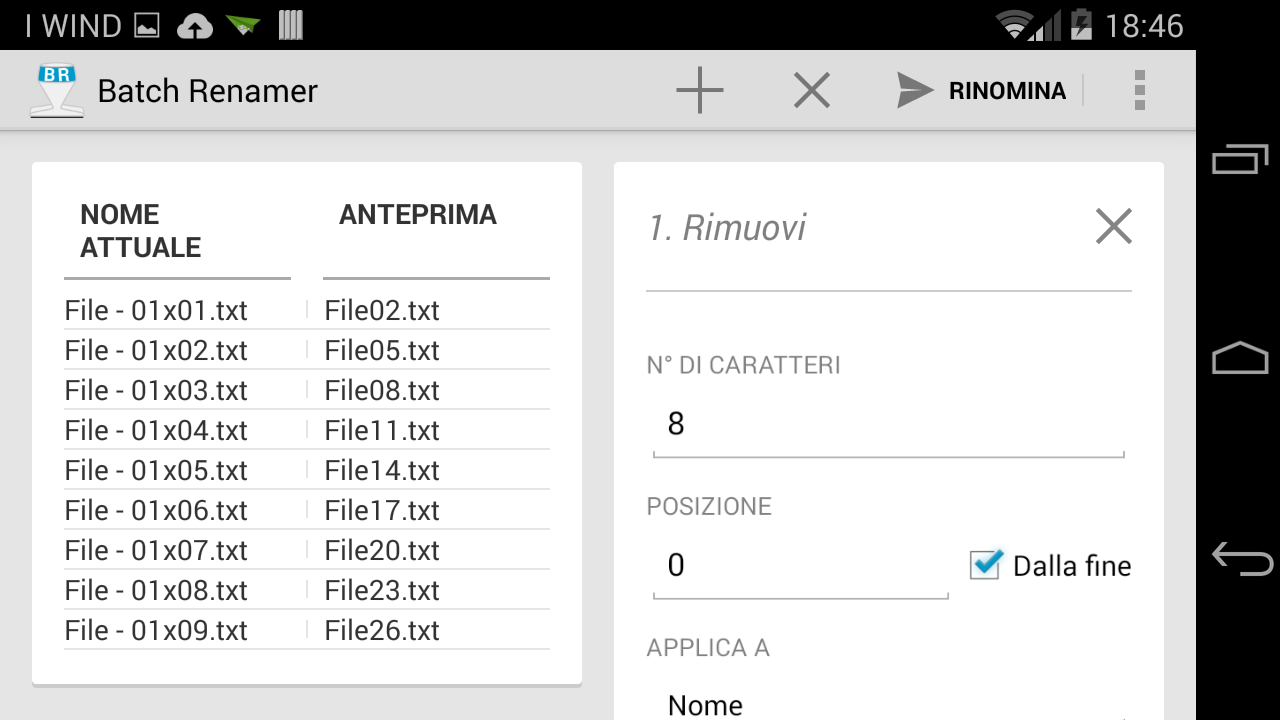 I WIND 18:46
BR Batch Renamer RINOMINA
NOME
ATTUALE
ANTEPRIMA
File - 01x01.txt File02.txt
File - 01x02.txt File05.txt
File - 01x03.txt File08.txt
File - 01x04.txt File11.txt
File - 01x05.txt File14.txt
File - 01x06.txt File17.txt
File - 01x07.txt File20.txt
File - 01x08.txt File23.txt
File - 01x09.txt File26.txt
1. Rimuovi
N° DI CARATTERI
8
POSIZIONE
0 Dalla fine
APPLICA A
Nome